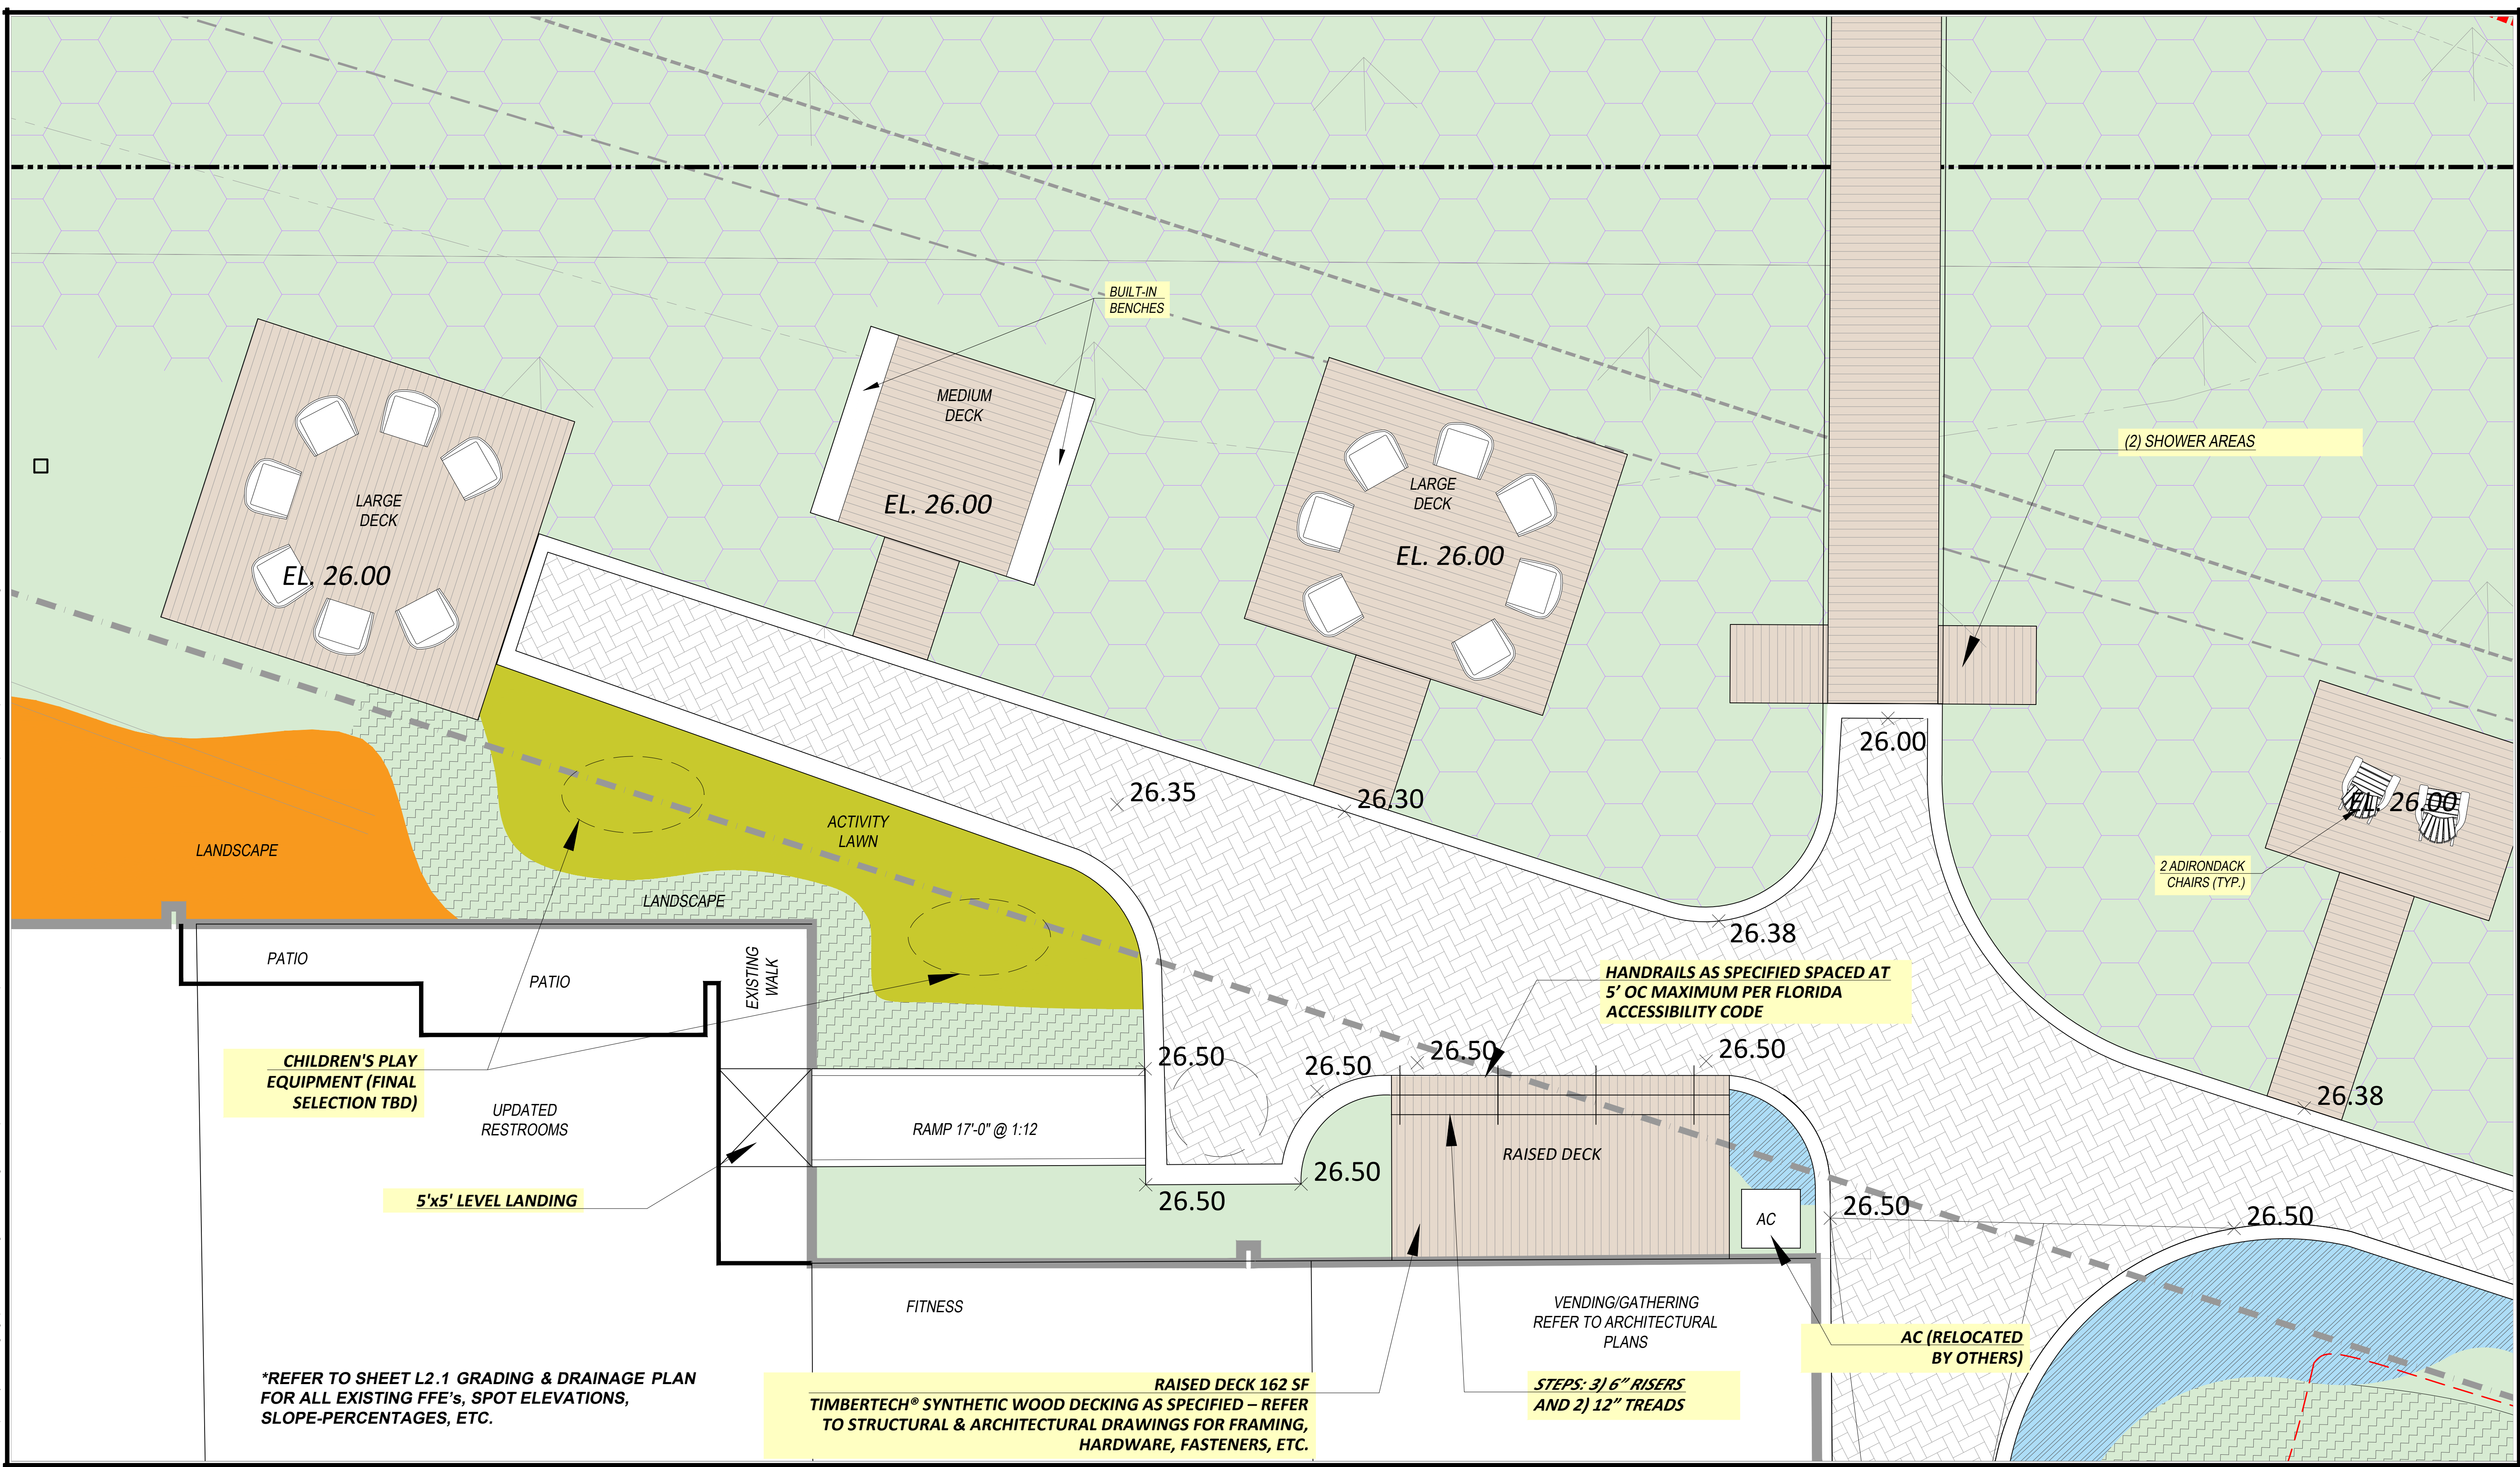 BUILT-IN
BENCHES
MEDIUM
DECK
EL. 26.00
LARGE
DECK
EL. 26.00
LARGE
DECK
EL. 26.00
(2) SHOWER AREAS
26.00
26.35
26.30
EL. 26.00
2 ADIRONDACK
CHAIRS (TYP.)
ACTIVITY
LAWN
LANDSCAPE
LANDSCAPE
26.38
PATIO
PATIO
EXISTING
WALK
HANDRAILS AS SPECIFIED SPACED AT
5’ OC MAXIMUM PER FLORIDA
ACCESSIBILITY CODE
CHILDREN'S PLAY
EQUIPMENT (FINAL
SELECTION TBD)
26.50
26.50
26.50
26.50
26.38
UPDATED
RESTROOMS
RAMP 17'-0" @ 1:12
RAISED DECK
5'x5' LEVEL LANDING
26.50
26.50
AC
26.50
26.50
FITNESS
VENDING/GATHERING
REFER TO ARCHITECTURAL
PLANS
AC (RELOCATED
BY OTHERS)
*REFER TO SHEET L2.1 GRADING & DRAINAGE PLAN
FOR ALL EXISTING FFE’s, SPOT ELEVATIONS,
SLOPE-PERCENTAGES, ETC.
RAISED DECK 162 SF
TIMBERTECH® SYNTHETIC WOOD DECKING AS SPECIFIED – REFER
TO STRUCTURAL & ARCHITECTURAL DRAWINGS FOR FRAMING,
HARDWARE, FASTENERS, ETC.
STEPS: 3) 6” RISERS
AND 2) 12” TREADS